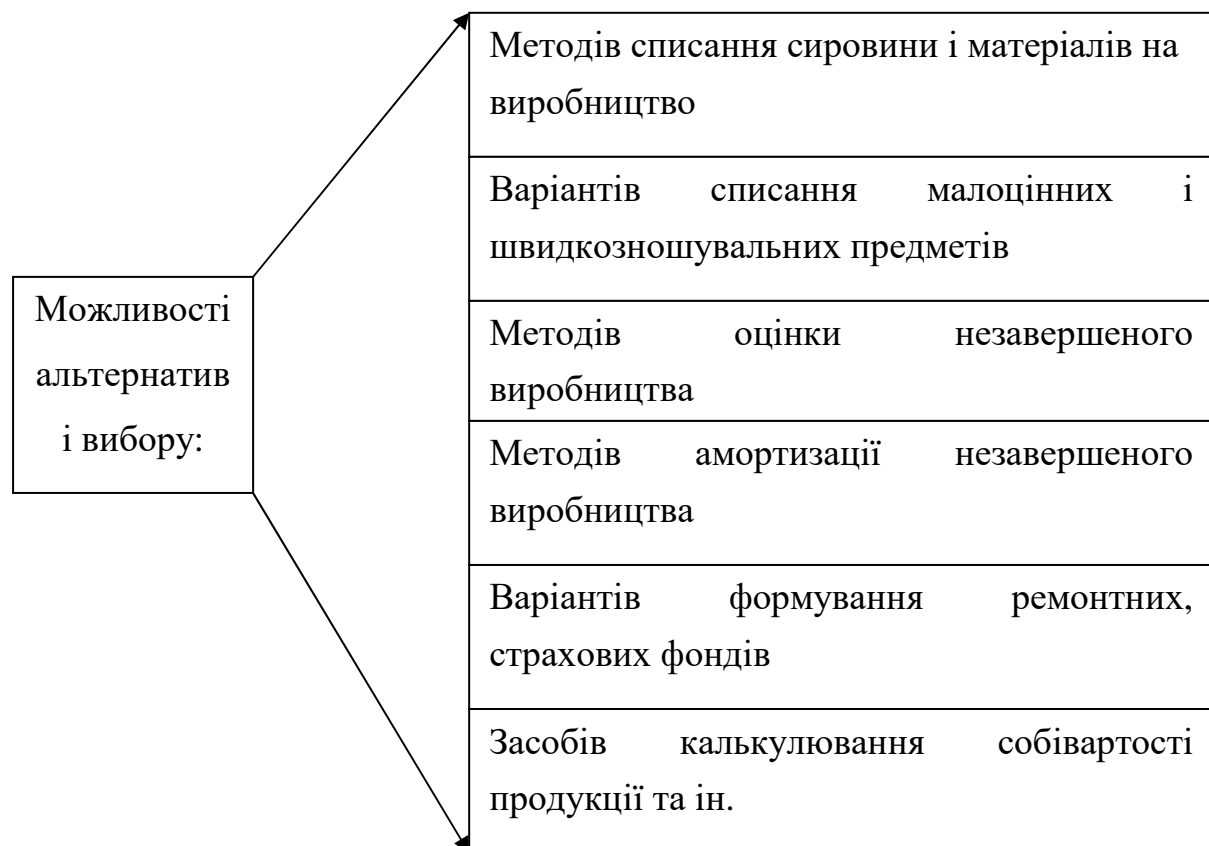 Можливості
альтернатив
і вибору:
Методів списання сировини і матеріалів на
виробництво
Варіантів списання малоцінних і
швидкозношувальних предметів
Методів оцінки незавершеного
виробництва
Методів амортизації незавершеного
виробництва
Варіантів формування ремонтних,
страхових фондів
Засобів калькулювання собівартості
продукції та ін.